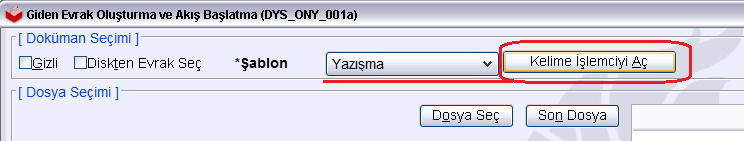 Giden Evrak Oluşturma ve Akış Başlatma (DYS_ONY_001a)
[ Doküman Seçimi ]
Gizli Diskten Evrak Seç *Şablon Yazışma Kelime İşlemciyi Aç
[ Dosya Seçimi ]
Dosya Seç Son Dosya